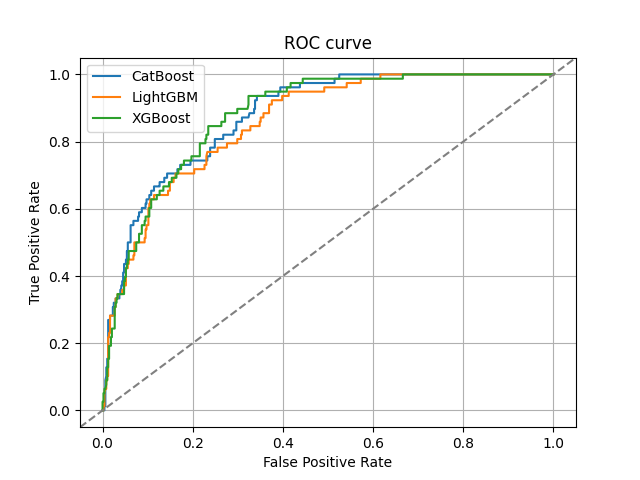 ROC curve
CatBoost
LightGBM
XGBoost
True Positive Rate
1.0
0.8
0.6
0.4
0.2
0.0
0.0 0.2 0.4 0.6 0.8 1.0
False Positive Rate